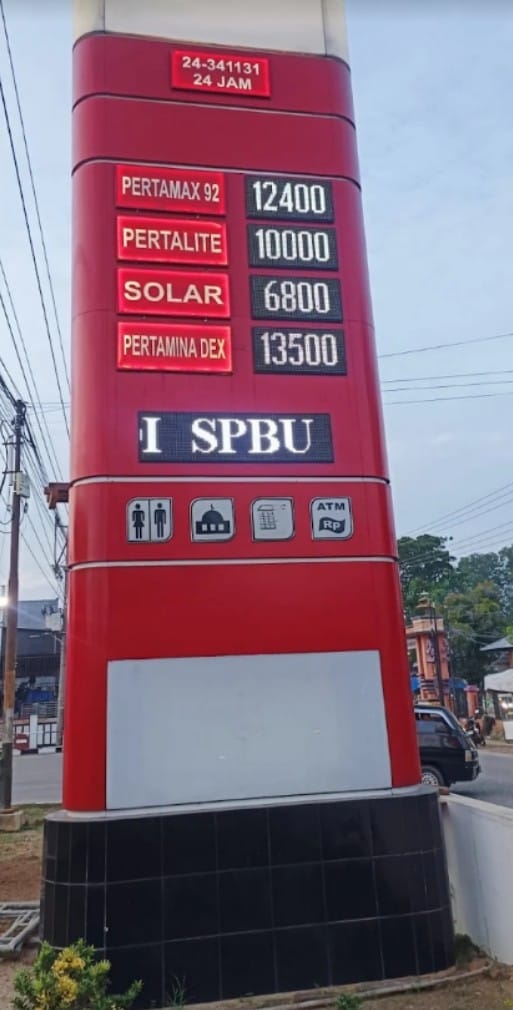 24-341131
24 JAM
PERTAMAX 92 12400
PERTALITE 10000
SOLAR 6800
PERTAMINA DEX 13500
I SPBU
ATM
Rp